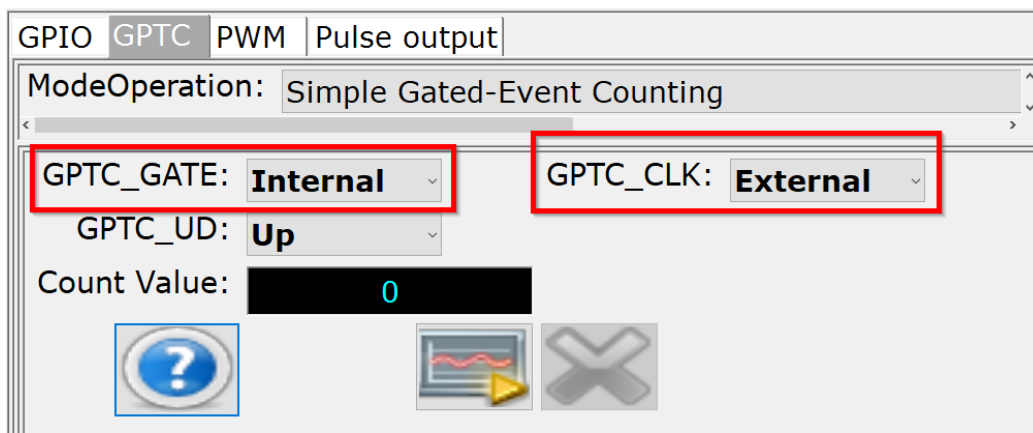 GPIO GPTC PWM Pulse output
ModeOperation: Simple Gated-Event Counting
GPTC_GATE: Internal GPTC_CLK: External
GPTC_UD: Up
Count Value: 0
?